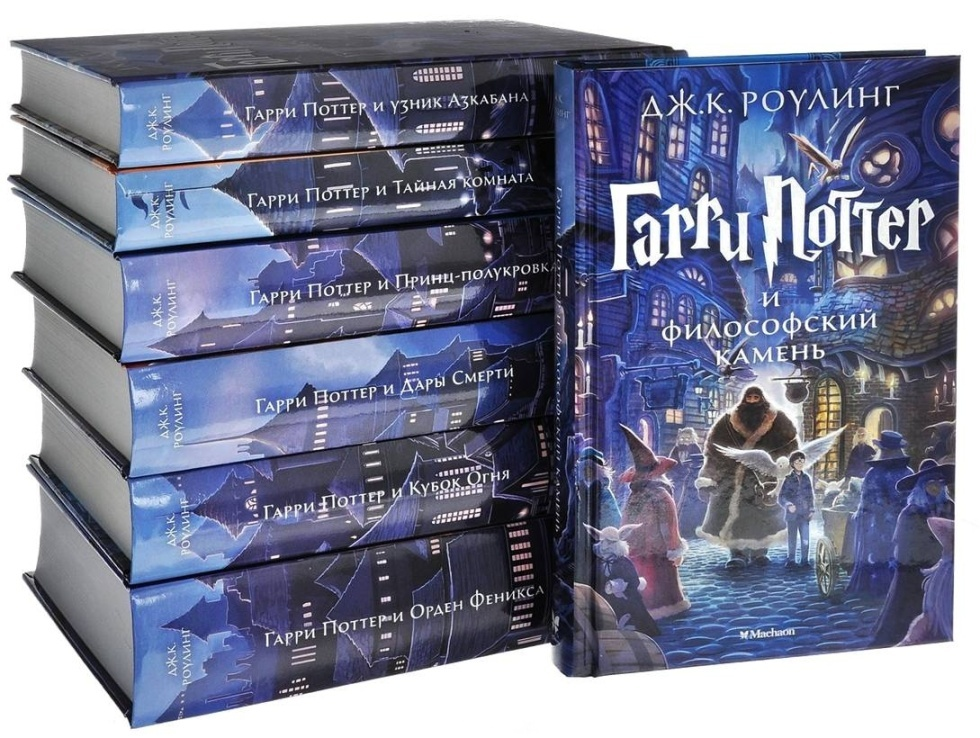 ДЖ.К. РОУЛИНГ
Гарри Поттер и узник Азкабана
ДЖ.К. РОУЛИНГ
Гарри Поттер и Тайная комната
ДЖ.К. РОУЛИНГ
Гарри Поттер и Принц-полукровка
ДЖ.К. РОУЛИНГ
Гарри Поттер и Дары Смерти
ДЖ.К. РОУЛИНГ
Гарри Поттер и Кубок Огня
ДЖ.К. РОУЛИНГ
Гарри Поттер и Орден Феникса
ДЖ.К. РОУЛИНГ
Гарри Поттер
и
философский
камень
Machaon